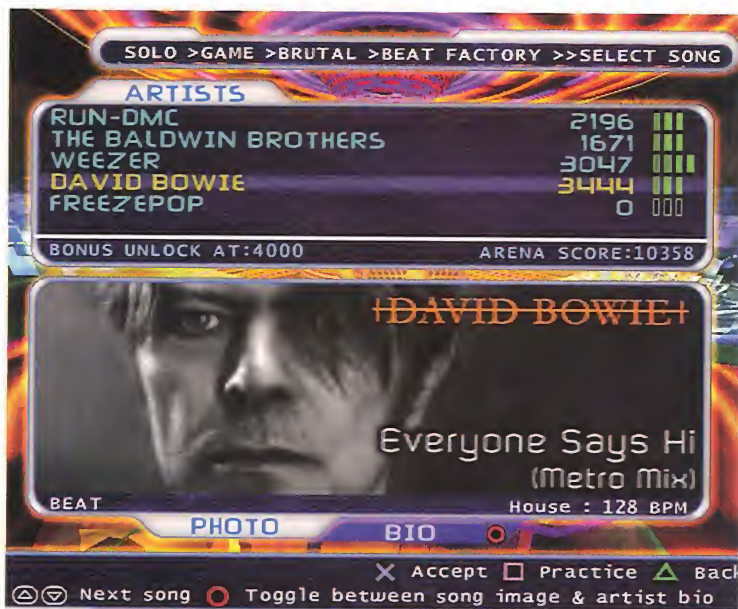 SOLO >GAME >BRUTAL >BEAT FACTORY >>SELECT SONG
ARTISTS
RUN-DMC 2196
THE BALDWIN BROTHERS 1671
WEEZER 3047
DAVID BOWIE 3444
FREEZEPOP 0
BONUS UNLOCK AT:4000 ARENA SCORE:10358
DAVID BOWIE
Everyone Says Hi
(Metro Mix)
BEAT House : 128 BPM
PHOTO BIO
Accept Practice Back
Next song Toggle between song image & artist bio